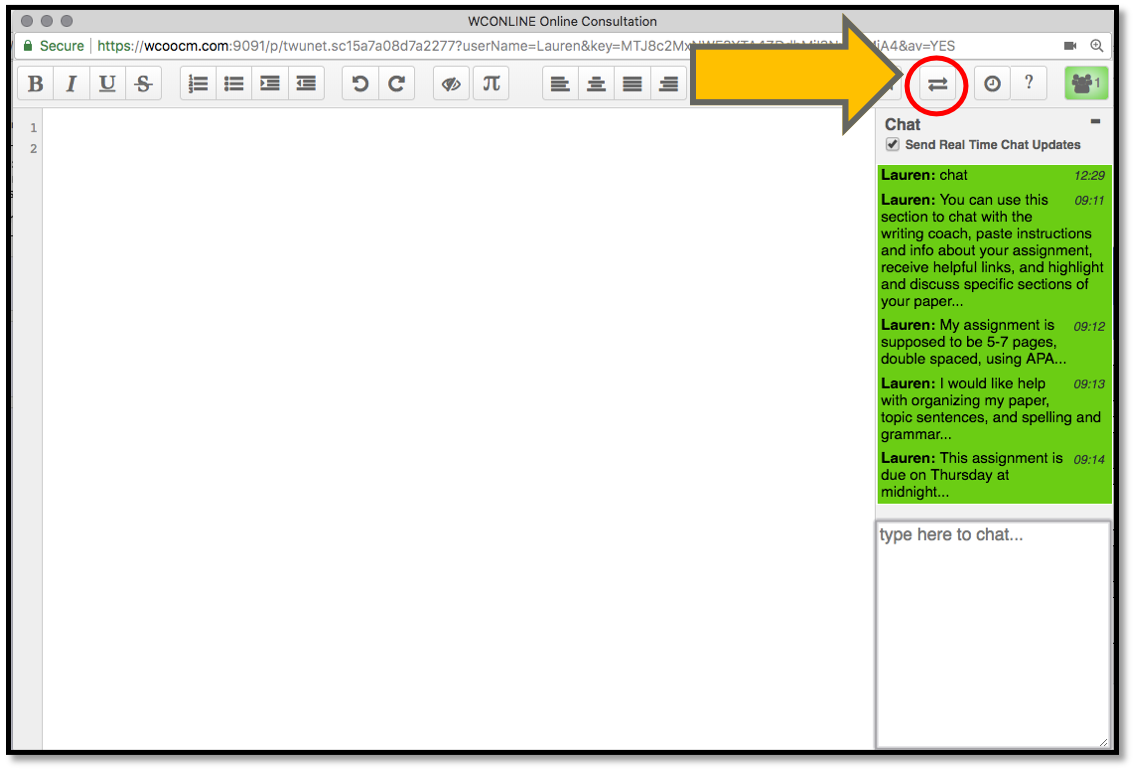 WCONLINE Online Consultation
Secure https://wcoocm.com:9091/p/twunet.sc15a7a08d7a2277?userName=Lauren&key=
A4&av=YES
B I U S π ? 1
1
2
Chat
Send Real Time Chat Updates
Lauren: chat 12:29
Lauren: You can use this 09:11
section to chat with the
writing coach, paste instructions
and info about your assignment,
receive helpful links, and highlight
and discuss specific sections of
your paper...
Lauren: My assignment is 09:12
supposed to be 5-7 pages,
double spaced, using APA...
Lauren: I would like help 09:13
with organizing my paper,
topic sentences, and spelling and
grammar...
Lauren: This assignment is 09:14
due on Thursday at
midnight...
type here to chat...